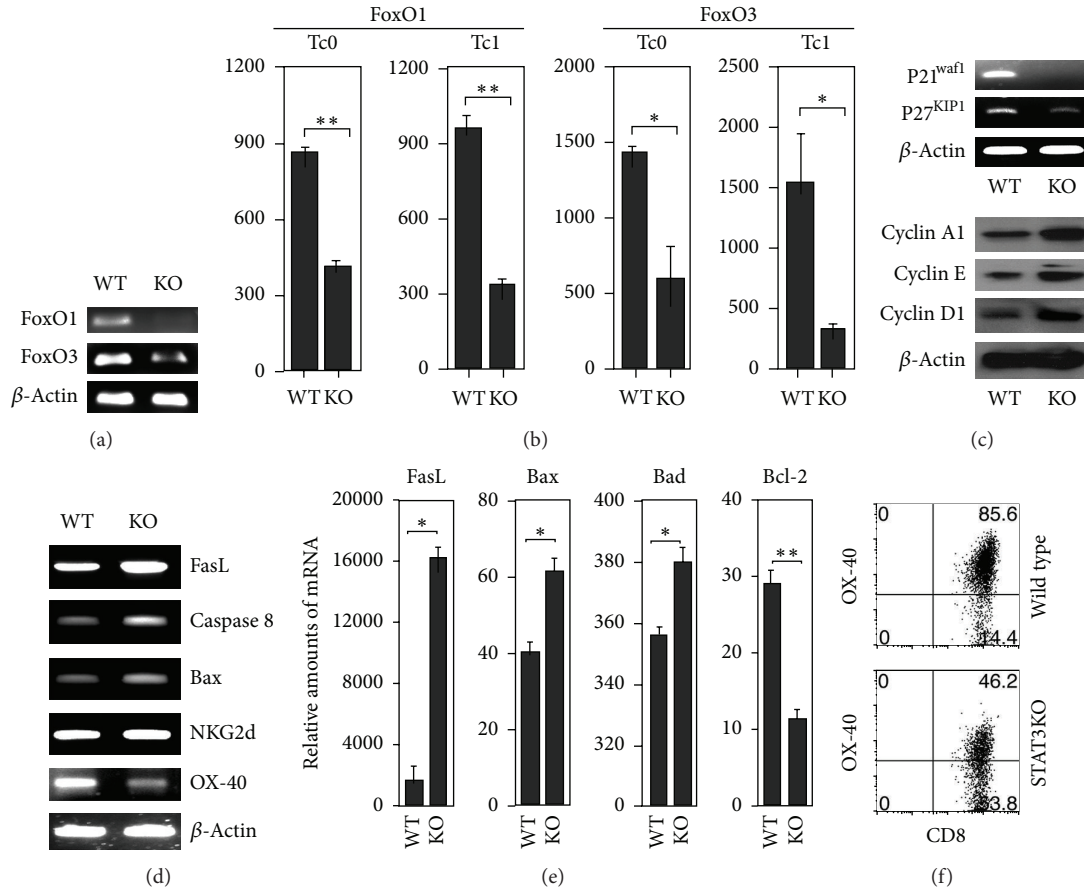 FoxO1
FoxO3
Tc0
Tc1
Tc0
Tc1
1200
900
600
300
0
1200
900
600
300
0
2000
1500
1000
500
0
2500
2000
2500
1500
2500
500
0
**
**
*
*
WT KO
WT KO
WT KO
WT KO
WT KO
FoxO1
FoxO3
β-Actin
(a)
(b)
P21waf1
P27KIP1
β-Actin
WT KO
Cyclin A1
Cyclin E
Cyclin D1
β-Actin
WT KO
(c)
WT KO
FasL
Caspase 8
Bax
NKG2d
OX-40
β-Actin
(d)
Relative amounts of mRNA
FasL
Bax
Bad
Bcl-2
20000
16000
18000
12000
4000
0
80
60
40
20
0
400
380
360
340
320
0
40
30
20
10
0
*
*
*
**
WT KO
WT KO
WT KO
WT KO
(e)
0 85.6
0 14.4
OX-40
Wild type
0 46.2
0 53.8
OX-40
STAT3KO
CD8
(f)